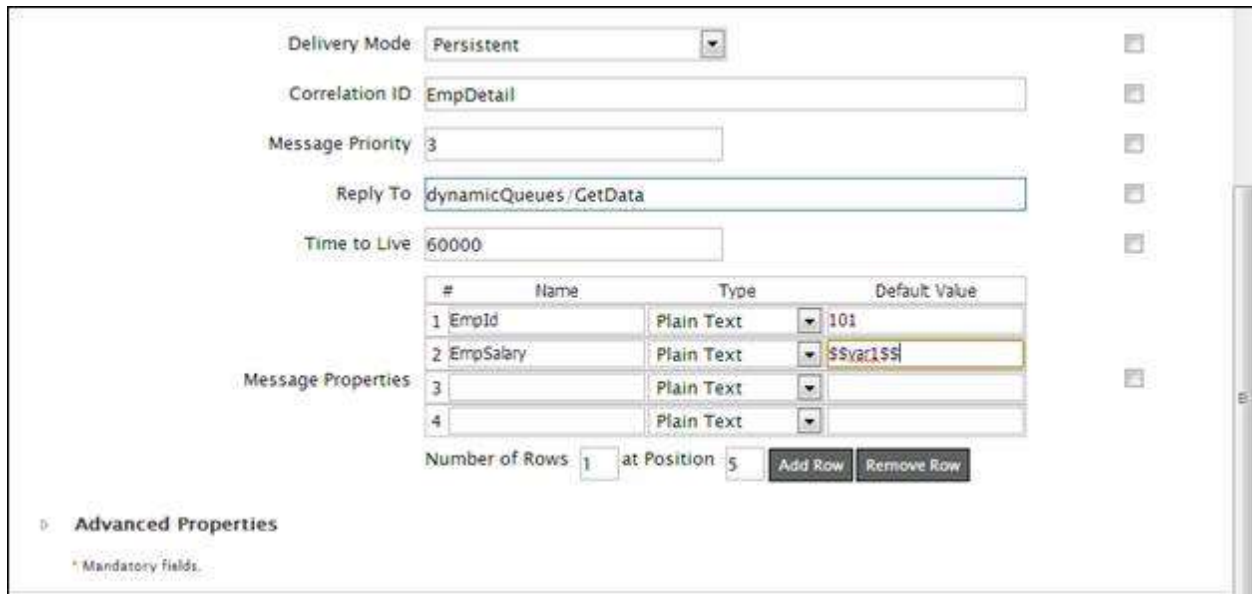 Delivery Mode Persistent
Correlation ID EmpDetail
Message Priority 3
Reply To dynamicQueues/GetData
Time to Live 60000
# Name Type Default Value
1 EmpId Plain Text 101
2 EmpSalary Plain Text $$var1$$
Message Properties
3 Plain Text
4 Plain Text
Number of Rows 1 at Position 5 Add Row Remove Row
Advanced Properties
* Mandatory fields.